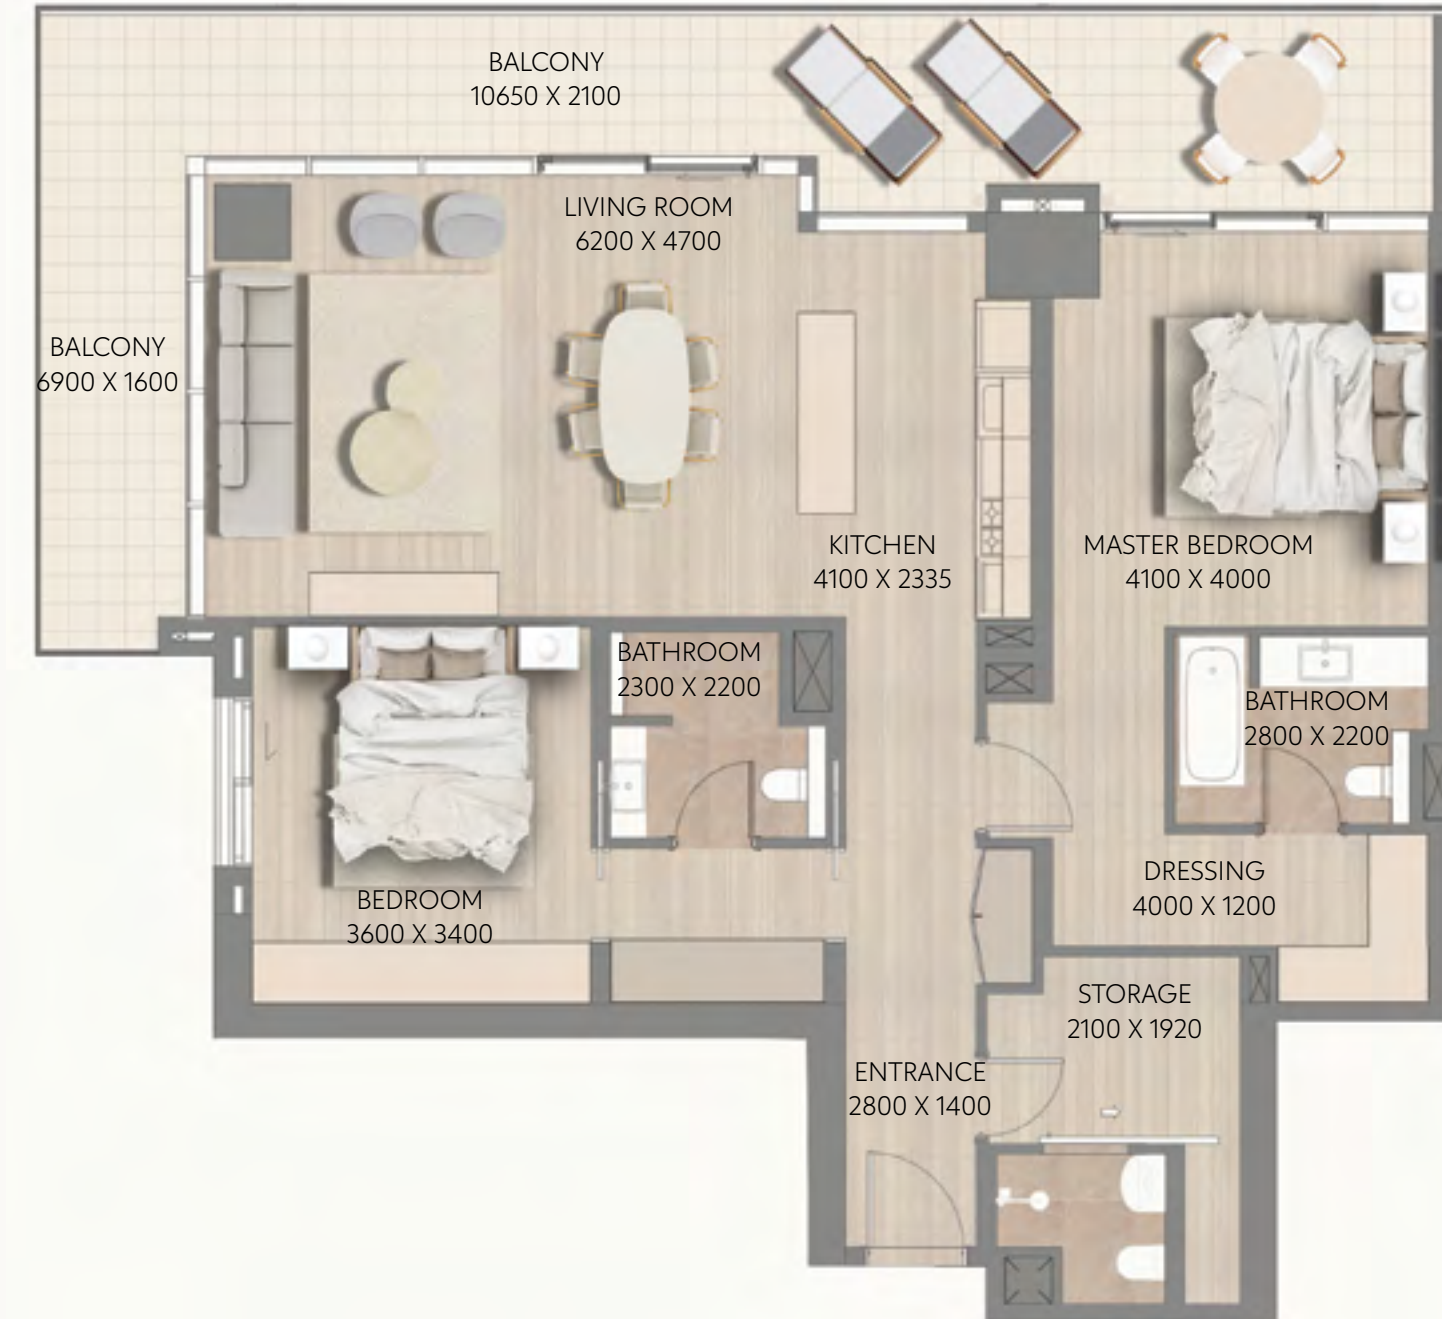 BALCONY
10650 X 2100
LIVING ROOM
6200 X 4700
BALCONY
6900 X 1600
KITCHEN
4100 X 2335
MASTER BEDROOM
4100 X 4000
BATHROOM
2300 X 2200
BATHROOM
2800 X 2200
BEDROOM
3600 X 3400
DRESSING
4000 X 1200
STORAGE
2100 X 1920
ENTRANCE
2800 X 1400